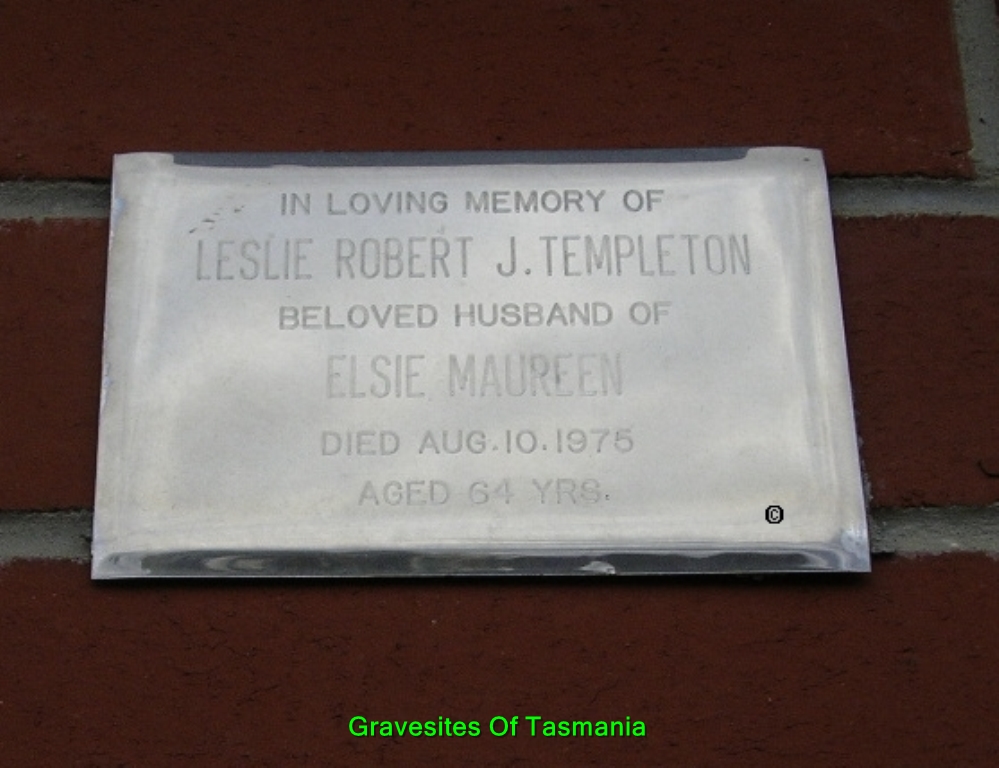 IN LOVING MEMORY OF
LESLIE ROBERT J. TEMPLETON
BELOVED HUSBAND OF
ELSIE MAUREEN
DIED AUG.10.1975
AGED 64 YRS.
©
Gravesites Of Tasmania